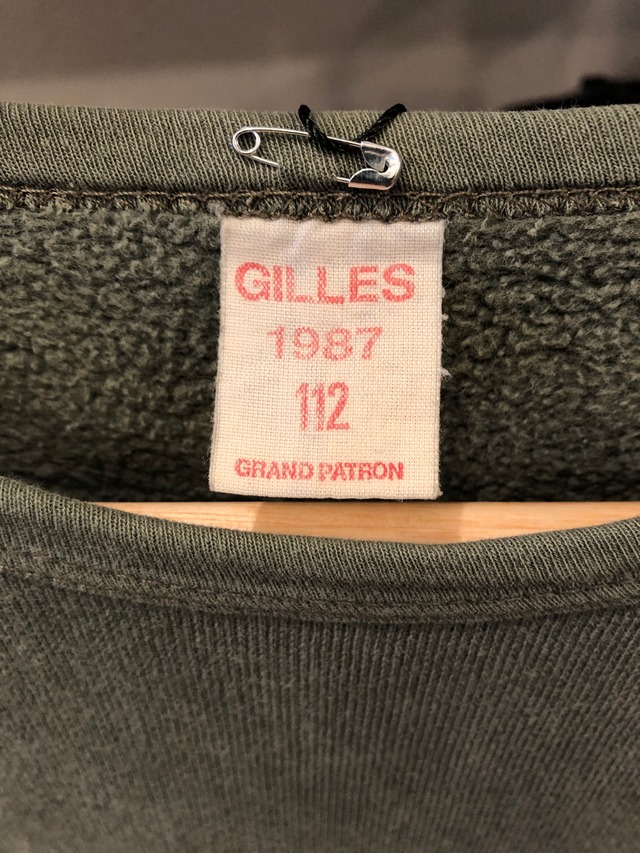 GILLES
1987
112
GRAND PATRON